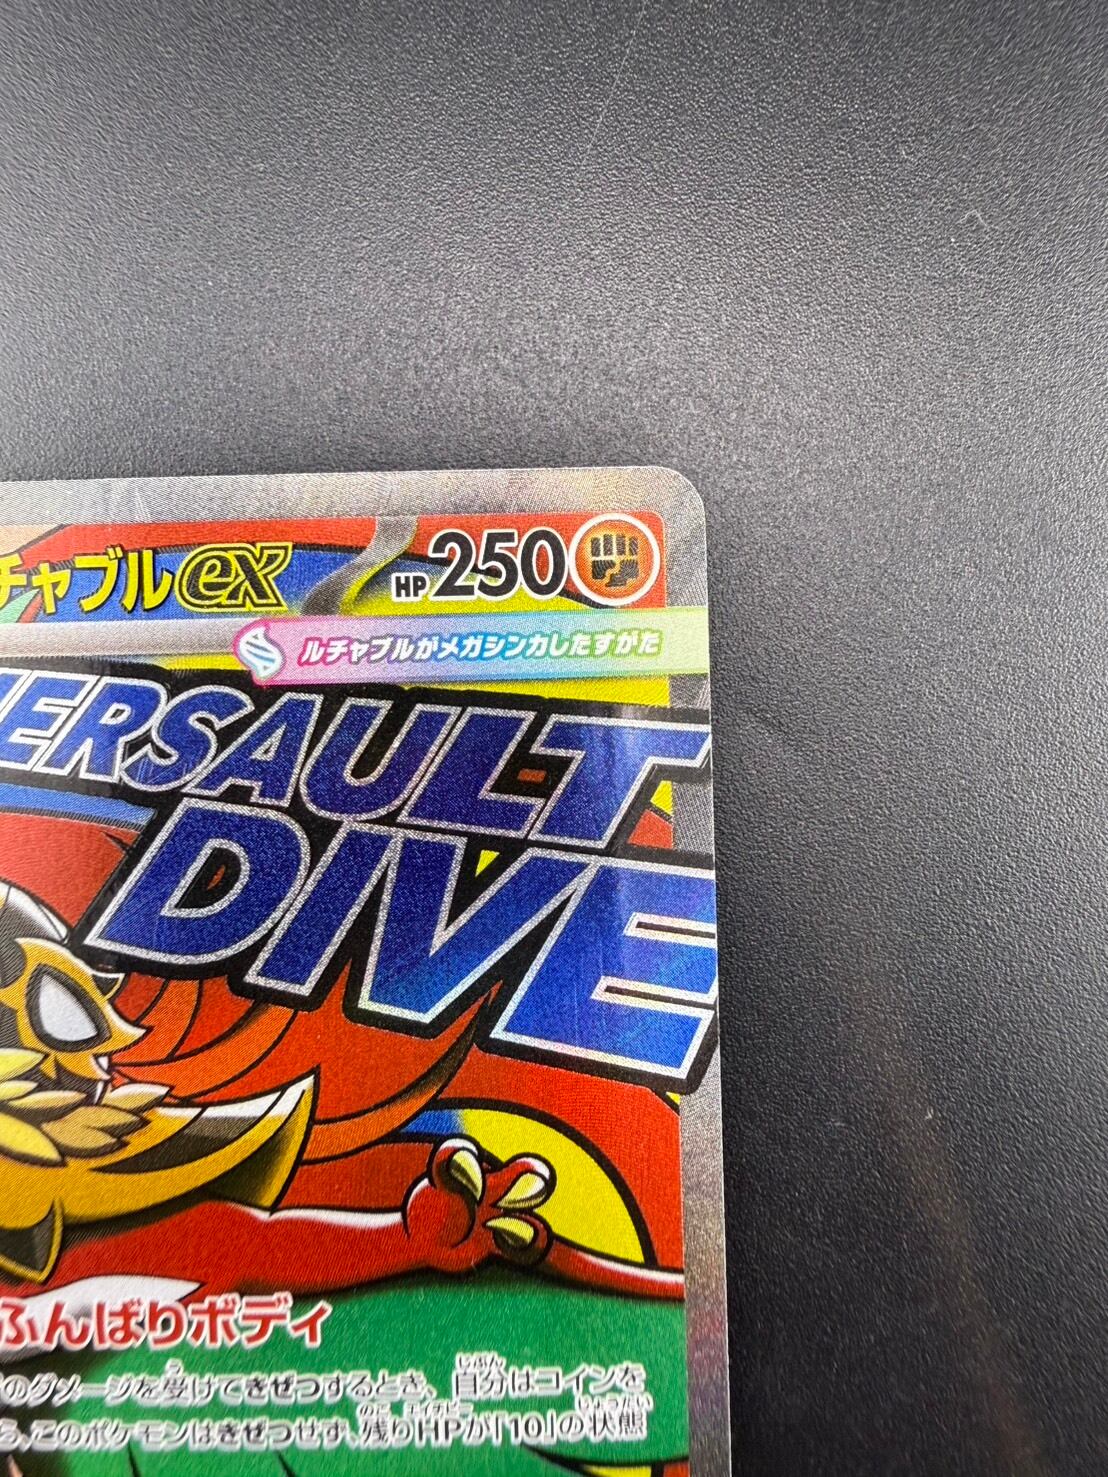 チャブルex HP250
ルチャブルがメガシンカしたすがた
ERSAULT
DIVE
ふんばりボディ
のダメージを受けてきぜつするとき、自分はコインを
ら、このポケモンはきぜつせず、残りHPが「10」の状態